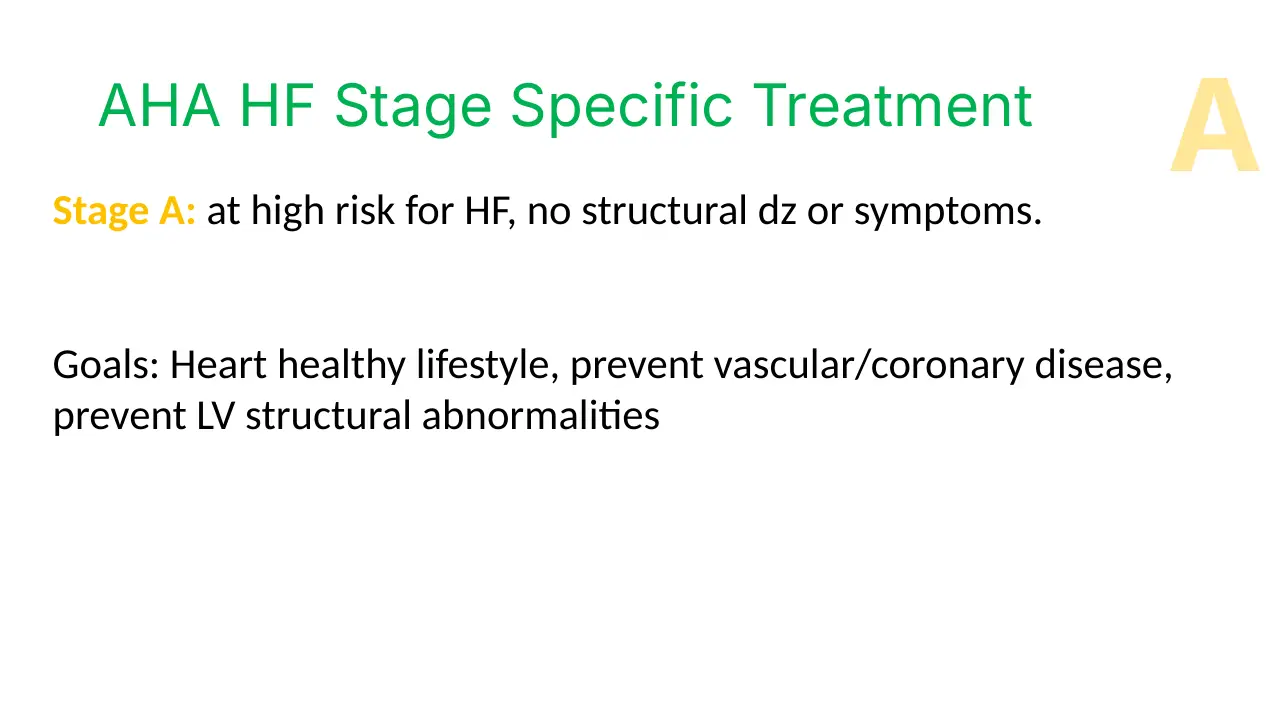 AHA HF Stage Specific Treatment
A
Stage A: at high risk for HF, no structural dz or symptoms.
Goals: Heart healthy lifestyle, prevent vascular/coronary disease,
prevent LV structural abnormalities